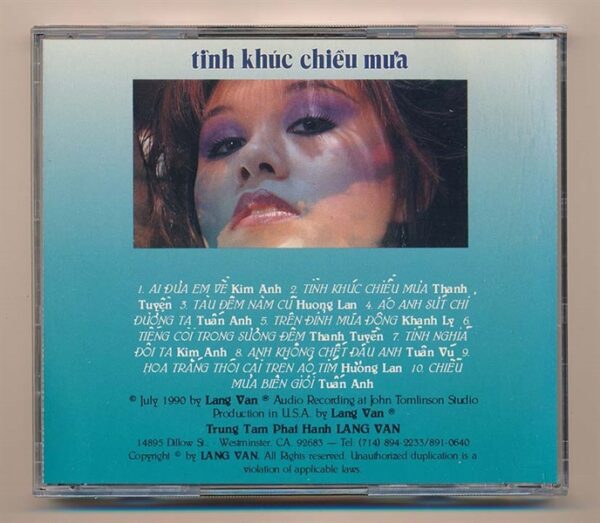 tình khúc chiều mưa
1. AI ĐƯA EM VỀ Kim Anh 2. TÌNH KHÚC CHIỀU MƯA Thanh
Tuyền 3. TÀU ĐÊM NĂM CŨ Huong Lan 4. ÁO ANH SỨT CHỈ
ĐƯỜNG TÀ Tuấn Anh 5. TRÊN ĐỈNH MÙA ĐÔNG Khanh Ly 6.
TIẾNG CÒI TRONG SƯƠNG ĐÊM Thanh Tuyền 7. TÌNH NGHĨA
ĐÔI TA Kim Anh 8. ANH KHÔNG CHẾT ĐÂU ANH Tuấn Vũ 9.
HOA TRẮNG THÔI CÀI TRÊN ÁO TÍM Hương Lan 10. CHIỀU
MƯA BIÊN GIỚI Tuấn Anh
© July 1990 by Lang Van ® Audio Recording at John Tomlinson Studio
Production in U.S.A. by Lang Van ®
Trung Tam Phat Hanh LANG VAN
14895 Dillow St., · Westminster, CA. 92683 — Tel: (714) 894-2233/891-0640
Copyright © by LANG VAN. All Rights reserved. Unauthorized duplication is a
violation of applicable laws.